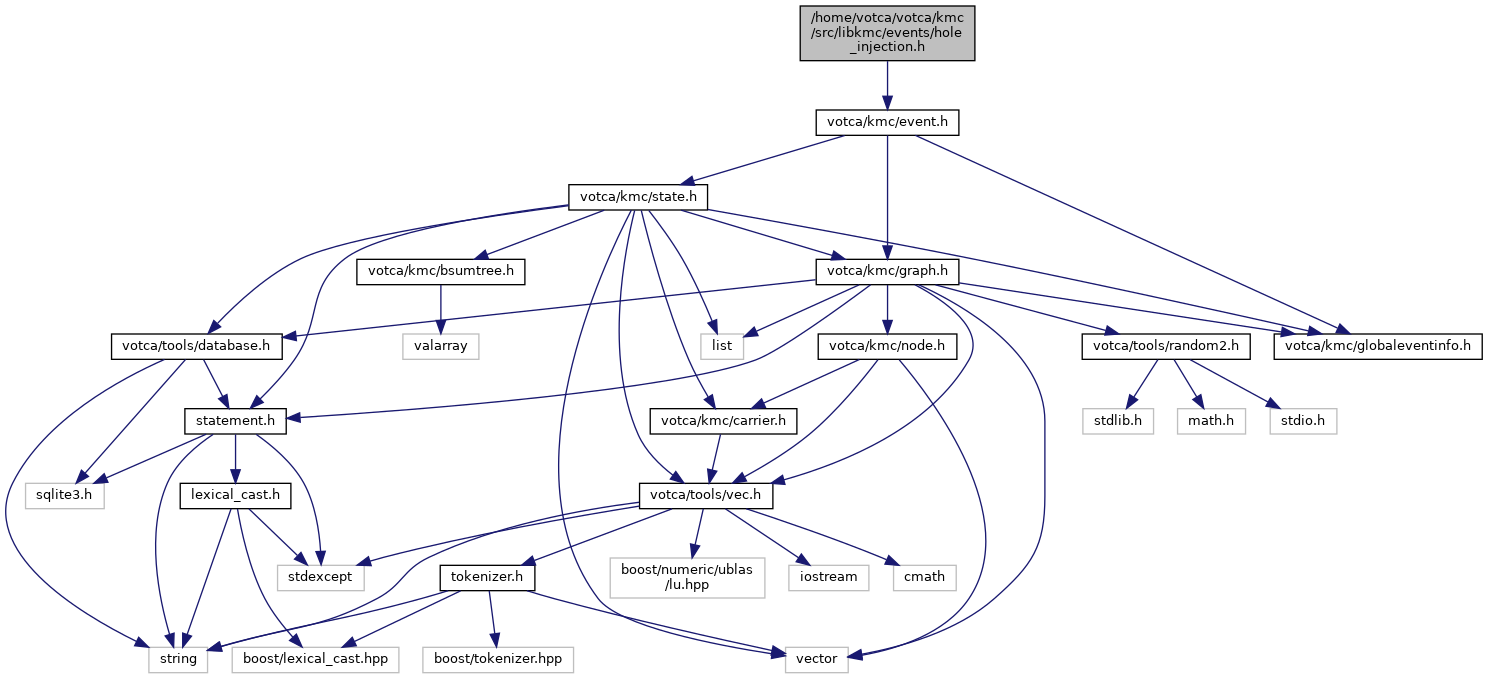 /home/votca/votca/kmc
/src/libkmc/events/hole
_injection.h
votca/kmc/event.h
votca/kmc/state.h
votca/kmc/bsumtree.h
votca/kmc/graph.h
votca/tools/database.h
valarray
list
votca/kmc/node.h
votca/tools/random2.h
votca/kmc/globaleventinfo.h
statement.h
votca/kmc/carrier.h
stdlib.h
math.h
stdio.h
sqlite3.h
lexical_cast.h
votca/tools/vec.h
stdexcept
tokenizer.h
boost/numeric/ublas
/lu.hpp
iostream
cmath
string
boost/lexical_cast.hpp
boost/tokenizer.hpp
vector